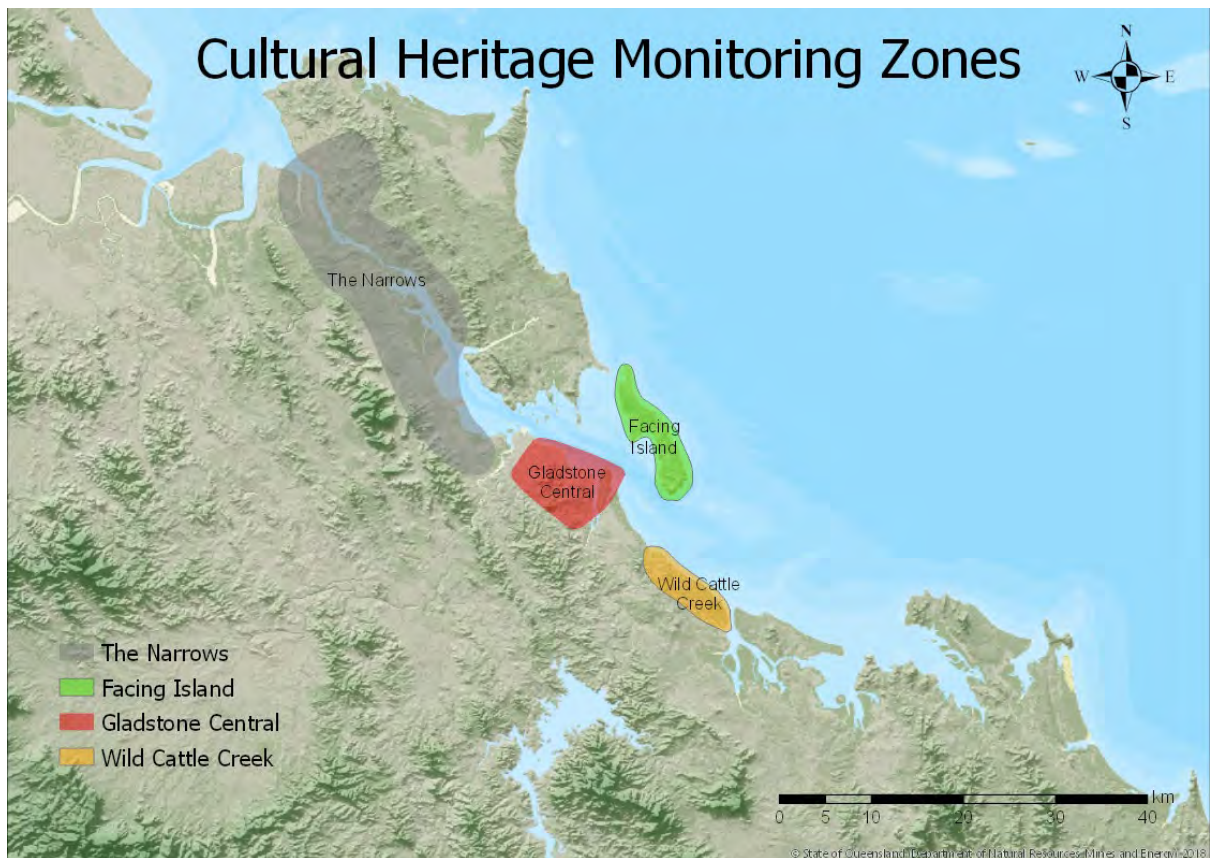 Cultural Heritage Monitoring Zones
N
W
E
S
The Narrows
Facing
Island
Gladstone
Central
Wild Cattle
Creek
The Narrows
Facing Island
Gladstone Central
Wild Cattle Creek
km
0 5 10 20 30 40
© State of Queensland (Department of Natural Resources, Mines and Energy) 2018